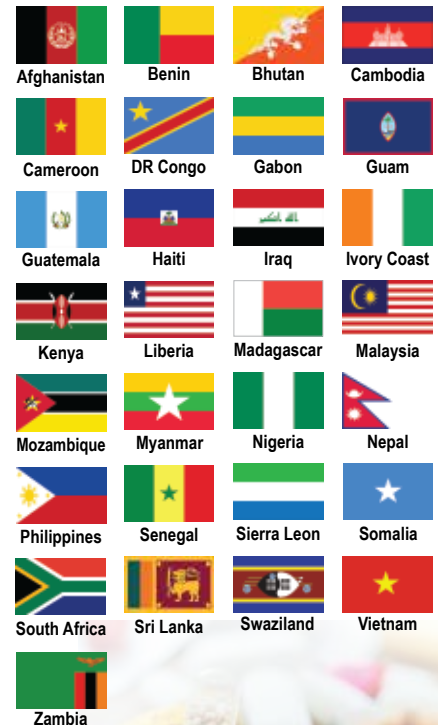 Afghanistan
Benin
Bhutan
Cambodia
Cameroon
DR Congo
Gabon
Guam
Guatemala
Haiti
Iraq
Ivory Coast
Kenya
Liberia
Madagascar
Malaysia
Mozambique
Myanmar
Nigeria
Nepal
Philippines
Senegal
Sierra Leon
Somalia
South Africa
Sri Lanka
Swaziland
Vietnam
Zambia